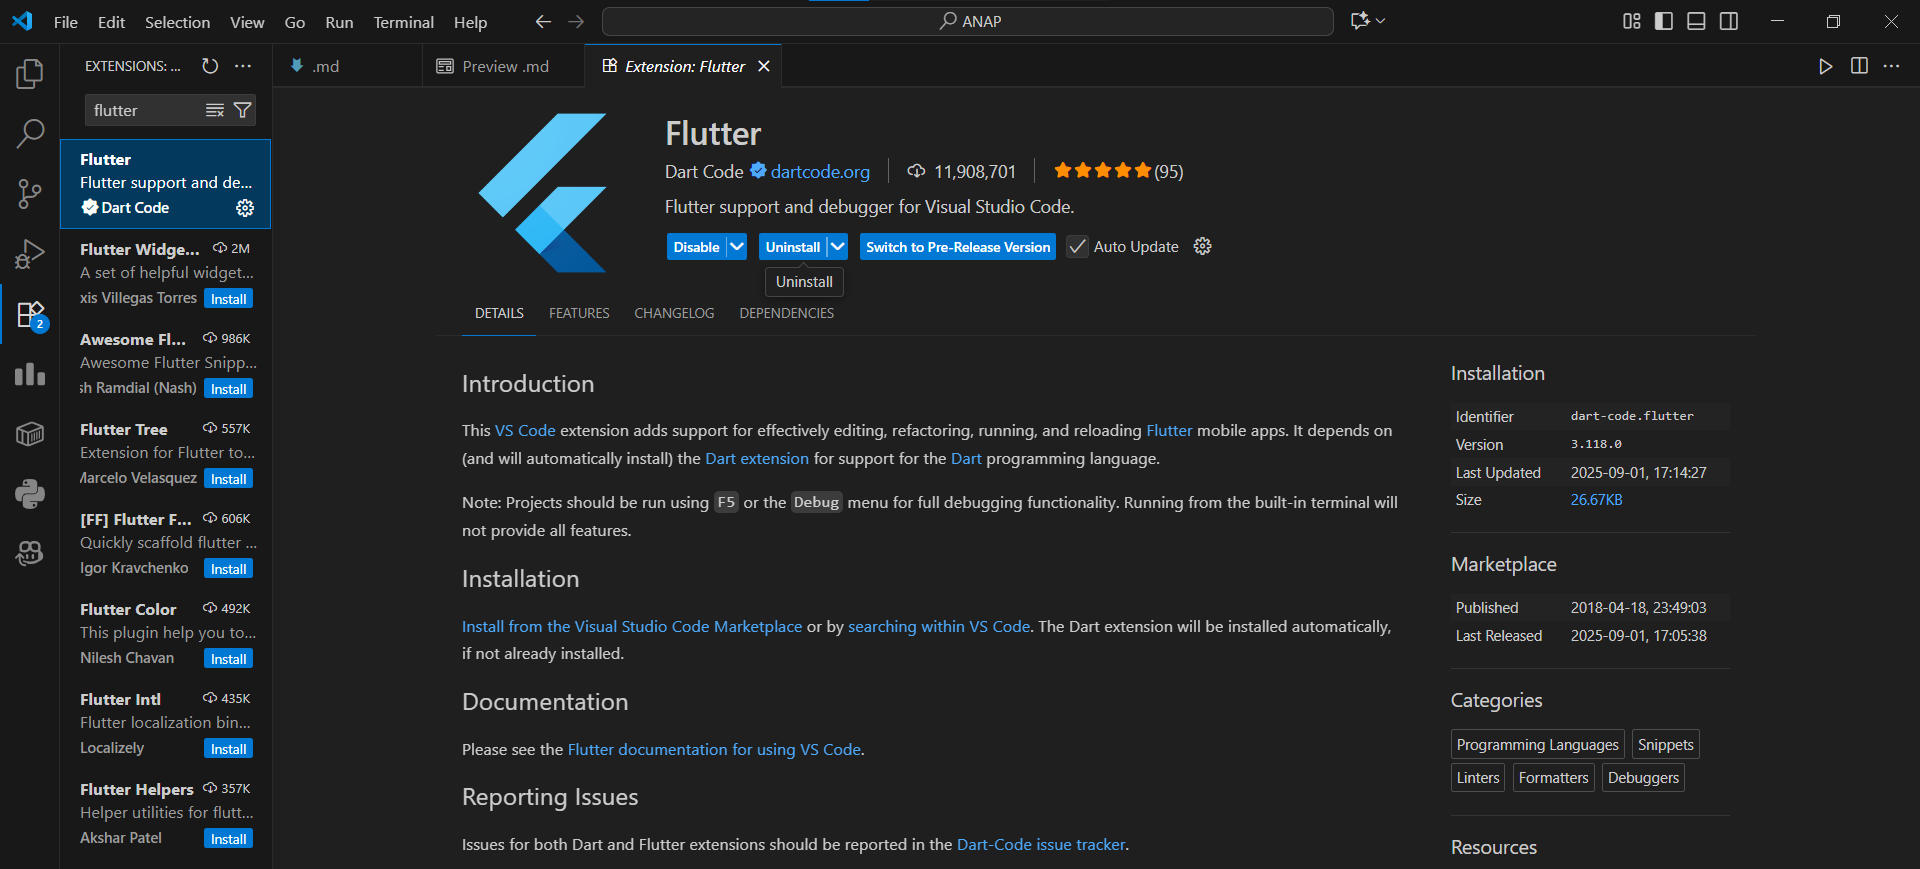 File Edit Selection View Go Run Terminal Help
ANAP
EXTENSIONS: ...
.md
Preview .md
Extension: Flutter
flutter
Flutter
Flutter support and de...
Dart Code
Flutter Widge... 2M
A set of helpful widget...
xis Villegas Torres Install
Awesome Fl... 986K
Awesome Flutter Snipp...
sh Ramdial (Nash) Install
Flutter Tree 557K
Extension for Flutter to...
Marcelo Velasquez Install
[FF] Flutter F... 606K
Quickly scaffold flutter ...
Igor Kravchenko Install
Flutter Color 492K
This plugin help you to...
Nilesh Chavan Install
Flutter Intl 435K
Flutter localization bin...
Localizely Install
Flutter Helpers 357K
Helper utilities for flutt...
Akshar Patel Install
2
Flutter
Dart Code dartcode.org 11,908,701 (95)
Flutter support and debugger for Visual Studio Code.
Disable Uninstall Switch to Pre-Release Version Auto Update
Uninstall
DETAILS FEATURES CHANGELOG DEPENDENCIES
Introduction
This VS Code extension adds support for effectively editing, refactoring, running, and reloading Flutter mobile apps. It depends on
(and will automatically install) the Dart extension for support for the Dart programming language.
Note: Projects should be run using F5 or the Debug menu for full debugging functionality. Running from the built-in terminal will
not provide all features.
Installation
Install from the Visual Studio Code Marketplace or by searching within VS Code. The Dart extension will be installed automatically,
if not already installed.
Documentation
Please see the Flutter documentation for using VS Code.
Reporting Issues
Issues for both Dart and Flutter extensions should be reported in the Dart-Code issue tracker.
Installation
Identifier dart-code.flutter
Version 3.118.0
Last Updated 2025-09-01, 17:14:27
Size 26.67KB
Marketplace
Published 2018-04-18, 23:49:03
Last Released 2025-09-01, 17:05:38
Categories
Programming Languages Snippets
Linters Formatters Debuggers
Resources